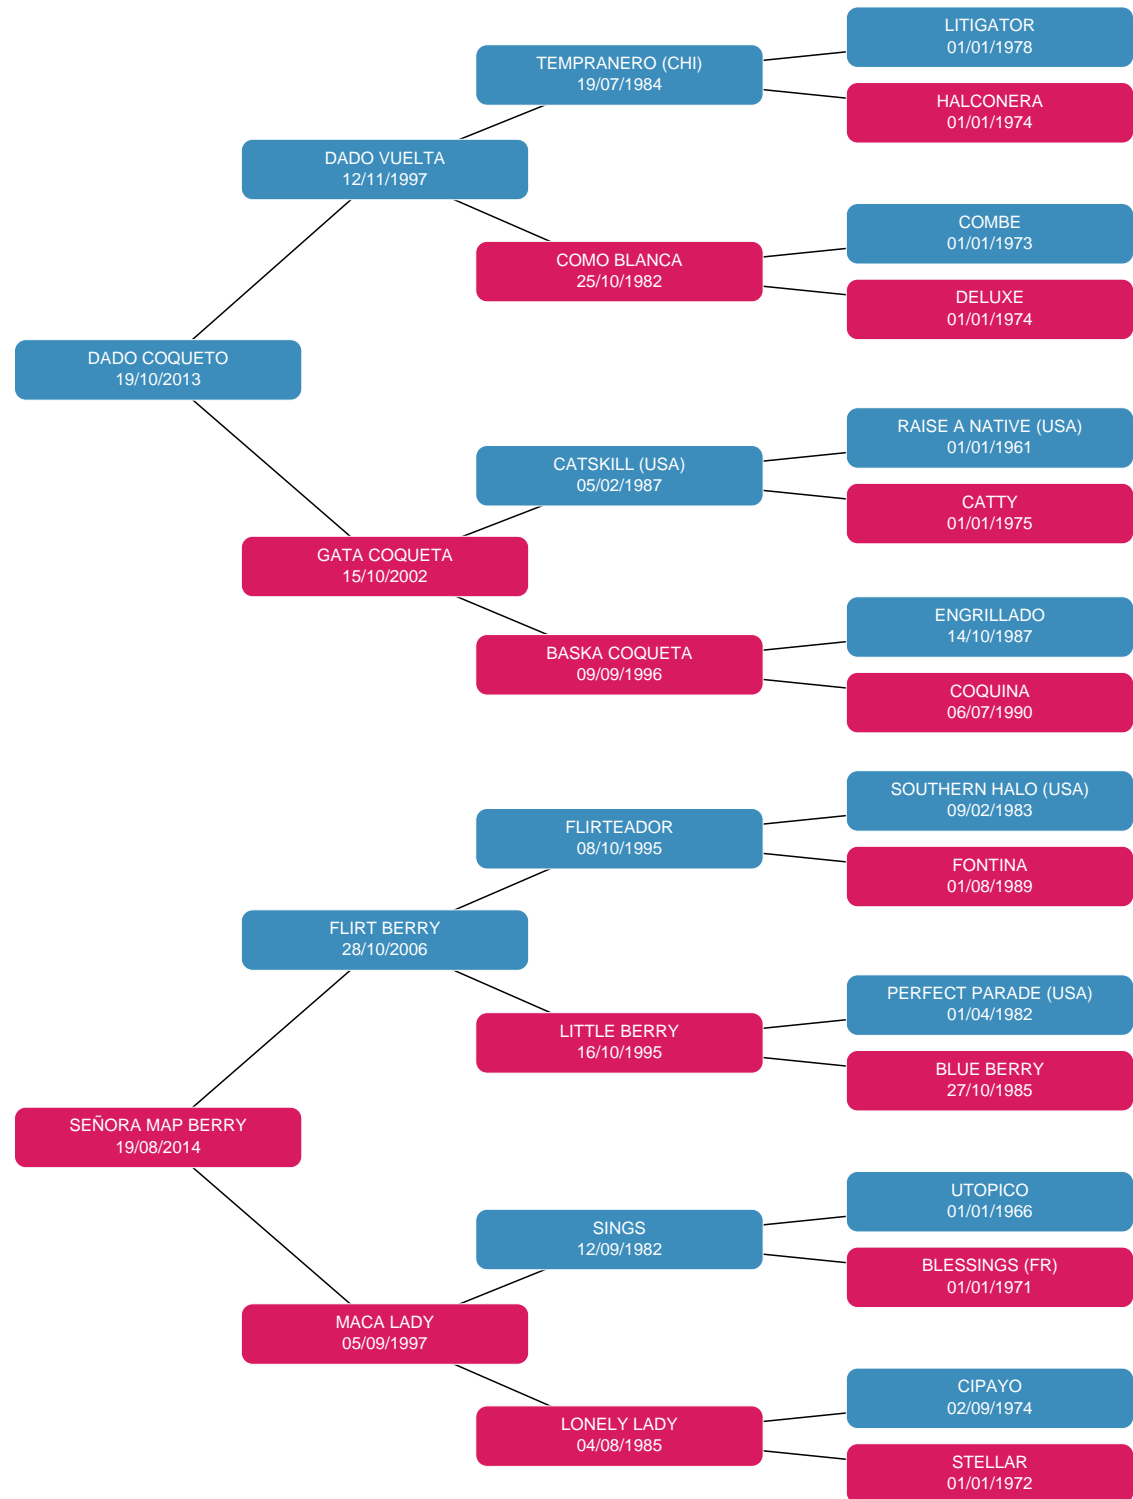 LITIGATOR
01/01/1978
TEMPRANERO (CHI)
19/07/1984
HALCONERA
01/01/1974
DADO VUELTA
12/11/1997
COMBE
01/01/1973
COMO BLANCA
25/10/1982
DELUXE
01/01/1974
DADO COQUETO
19/10/2013
RAISE A NATIVE (USA)
01/01/1961
CATSKILL (USA)
05/02/1987
CATTY
01/01/1975
GATA COQUETA
15/10/2002
ENGRILLADO
14/10/1987
BASKA COQUETA
09/09/1996
COQUINA
06/07/1990
SOUTHERN HALO (USA)
09/02/1983
FLIRTEADOR
08/10/1995
FONTINA
01/08/1989
FLIRT BERRY
28/10/2006
PERFECT PARADE (USA)
01/04/1982
LITTLE BERRY
16/10/1995
BLUE BERRY
27/10/1985
SEÑORA MAP BERRY
19/08/2014
UTOPICO
01/01/1966
SINGS
12/09/1982
BLESSINGS (FR)
01/01/1971
MACA LADY
05/09/1997
CIPAYO
02/09/1974
LONELY LADY
04/08/1985
STELLAR
01/01/1972